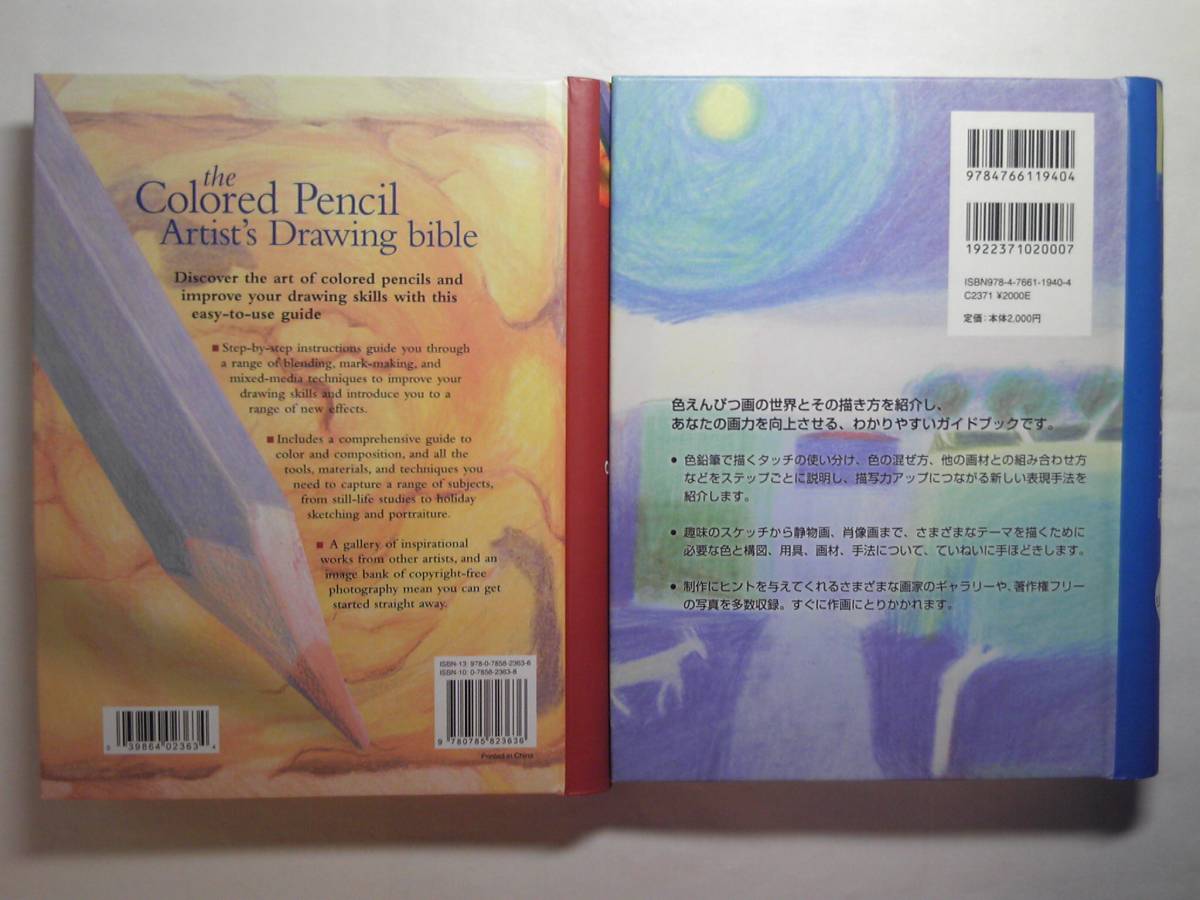 the
Colored Pencil
Artist's Drawing bible
Discover the art of colored pencils and
improve your drawing skills with this
easy-to-use guide
■ Step-by-step instructions guide you through
a range of blending, mark-making, and
mixed-media techniques to improve your
drawing skills and introduce you to a
range of new effects.
■ Includes a comprehensive guide to
color and composition, and all the
tools, materials, and techniques you
need to capture a range of subjects,
from still-life studies to holiday
sketching and portraiture.
■ A gallery of inspirational
works from other artists, and an
image bank of copyright-free
photography mean you can get
started straight away.
ISBN-13: 978-0-7858-2363-6
ISBN-10: 0-7858-2363-8
39864 02363 4
9 780785 823636
Printed in China
9784766119404
1922371020007
ISBN978-4-7661-1940-4
C2371 ¥2000E
定価:本体2,000円
色えんぴつ画の世界とその描き方を紹介し、
あなたの画力を向上させる、わかりやすいガイドブックです。
● 色鉛筆で描くタッチの使い分け、色の混ぜ方、他の画材との組み合わせ方
などをステップごとに説明し、描写力アップにつながる新しい表現手法を
紹介します。
● 趣味のスケッチから静物画、肖像画まで、さまざまなテーマを描くために
必要な色と構図、用具、画材、手法について、ていねいに手ほどきします。
● 制作にヒントを与えてくれるさまざまな画家のギャラリーや、著作権フリー
の写真を多数収録。すぐに作画にとりかかれます。